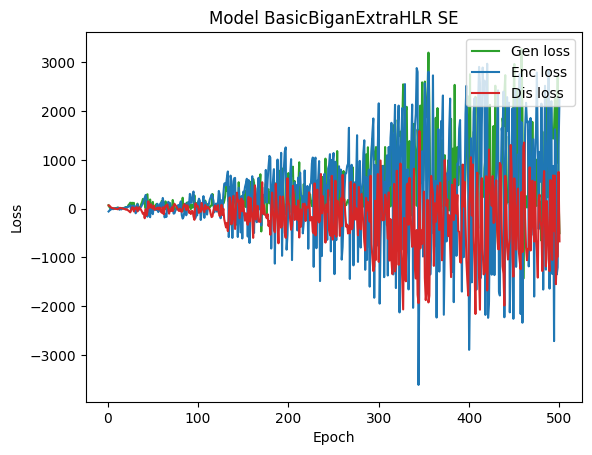 Model BasicBiganExtraHLR SE
Gen loss
Enc loss
Dis loss
3000
2000
1000
0
−1000
−2000
−3000
Loss
0
100
200
300
400
500
Epoch